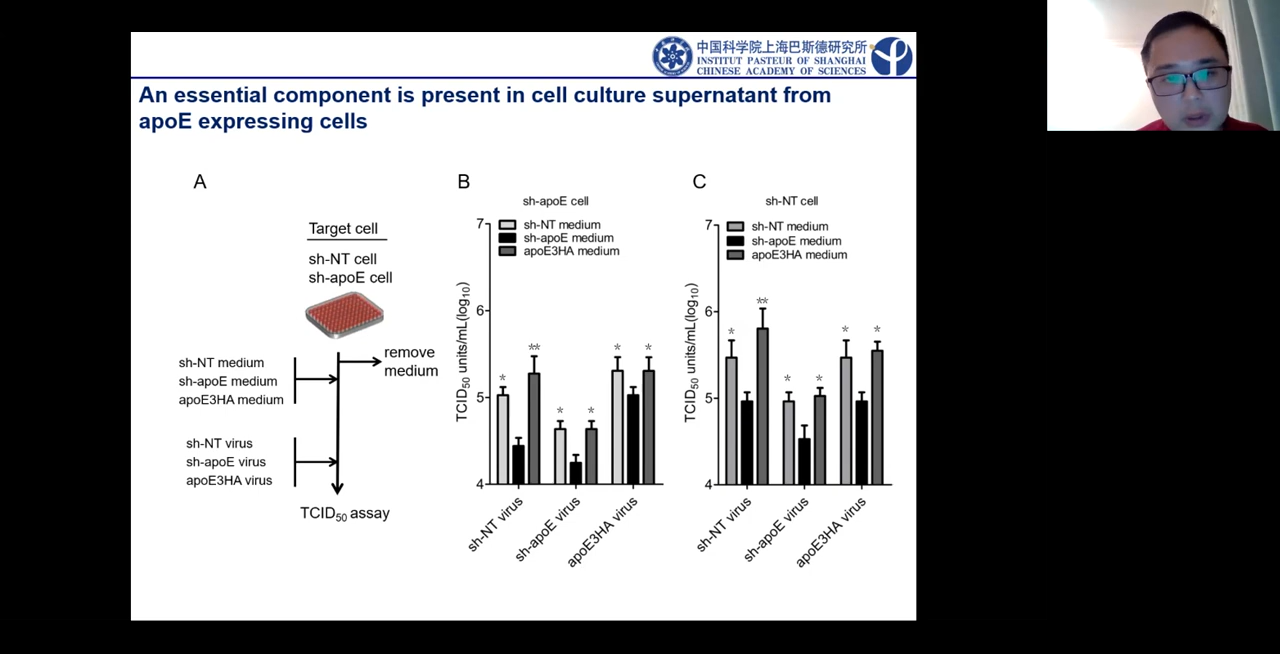 中国科学院上海巴斯德研究所
INSTITUT PASTEUR OF SHANGHAI
CHINESE ACADEMY OF SCIENCES
An essential component is present in cell culture supernatant from
apoE expressing cells
A
Target cell
sh-NT cell
sh-apoE cell
remove
medium
sh-NT medium
sh-apoE medium
apoE3HA medium
sh-NT virus
sh-apoE virus
apoE3HA virus
TCID50 assay
B
sh-apoE cell
sh-NT medium
sh-apoE medium
apoE3HA medium
TCID50 units/mL(log10)
7
6
5
4
* ** * * * *
sh-NT virus
sh-apoE virus
apoE3HA virus
C
sh-NT cell
sh-NT medium
sh-apoE medium
apoE3HA medium
TCID50 units/mL(log10)
7
6
5
4
* ** * * * *
sh-NT virus
sh-apoE virus
apoE3HA virus